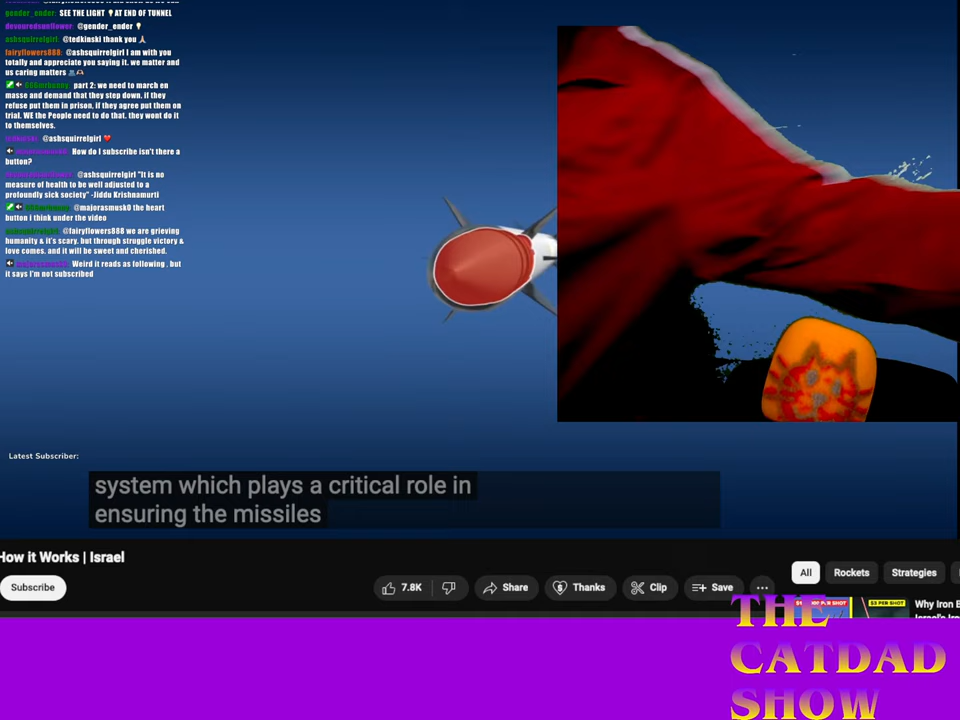 gender_ender: SEE THE LIGHT AT END OF TUNNEL
devouredsunflower: @gender_ender
ashsquirrelgirl: @tedkinski thank you
fairyflowers888: @ashsquirrelgirl I am with you
totally and appreciate you saying it. we matter and
us caring matters
part 2: we need to march en
masse and demand that they step down. if they
refuse put them in prison, if they agree put them on
trial. WE the People need to do that. they wont do it
to themselves.
@ashsquirrelgirl
How do I subscribe isn't there a
button?
@ashsquirrelgirl "It is no
measure of health to be well adjusted to a
profoundly sick society" -Jiddu Krishnamurti
@majorasmusk0 the heart
button i think under the video
ashsquirrelgirl: @fairyflowers888 we are grieving
humanity & it's scary. but through struggle victory &
love comes. and it will be sweet and cherished.
Weird it reads as following , but
it says I'm not subscribed
Latest Subscriber:
system which plays a critical role in
ensuring the missiles
How it Works | Israel
Subscribe
7.8K
Share
Thanks
Clip
Save
All
Rockets
Strategies
$3 PER SHOT
Why Iron
THE
CATDAD
SHOW